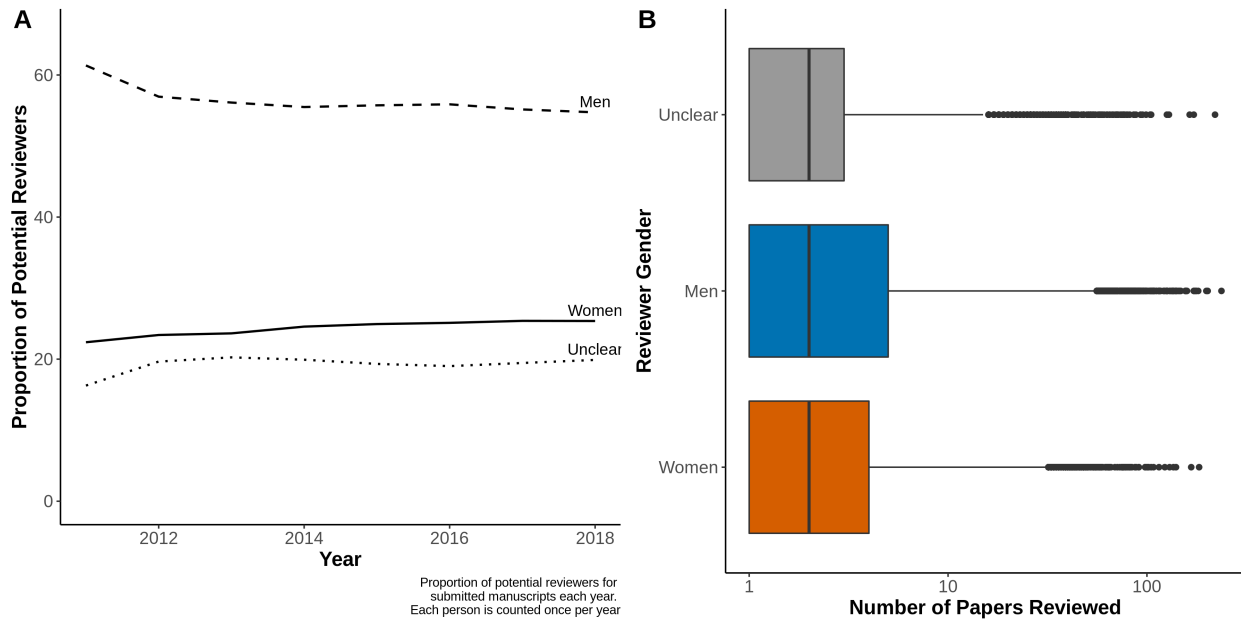 A
Proportion of Potential Reviewers
60
40
20
0
Men
Women
Unclear
2012 2014 2016 2018
Year
Proportion of potential reviewers for
submitted manuscripts each year.
Each person is counted once per year
B
Reviewer Gender
Unclear
Men
Women
1 10 100
Number of Papers Reviewed